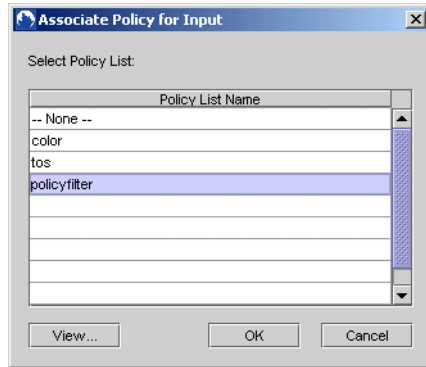 Associate Policy for Input
Select Policy List:
Policy List Name
-- None --
color
tos
policyfilter
View... OK Cancel